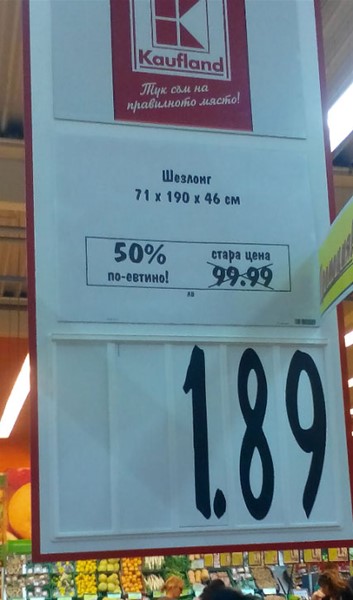 Kaufland
Тук съм на
правилното място!
Шезлонг
71 x 190 x 46 см
50%
по-евтино!
стара цена
99.99
лв
1.89